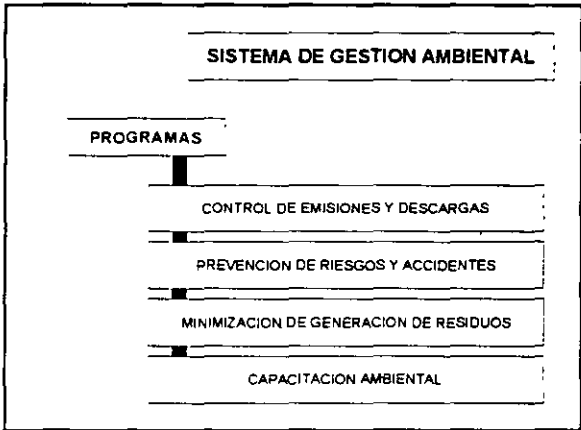 SISTEMA DE GESTION AMBIENTAL
PROGRAMAS
CONTROL DE EMISIONES Y DESCARGAS
PREVENCION DE RIESGOS Y ACCIDENTES
MINIMIZACION DE GENERACION DE RESIDUOS
CAPACITACION AMBIENTAL